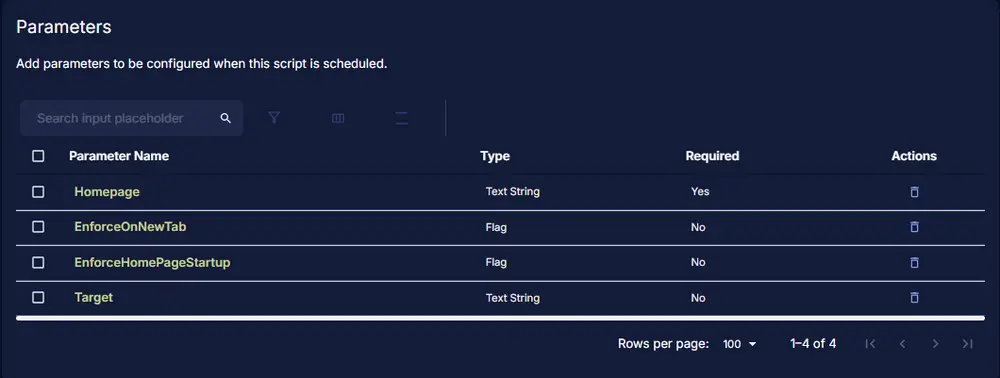 Parameters
Add parameters to be configured when this script is scheduled.
Search input placeholder
Parameter Name Type Required Actions
Homepage Text String Yes
EnforceOnNewTab Flag No
EnforceHomePageStartup Flag No
Target Text String No
Rows per page: 100 1–4 of 4